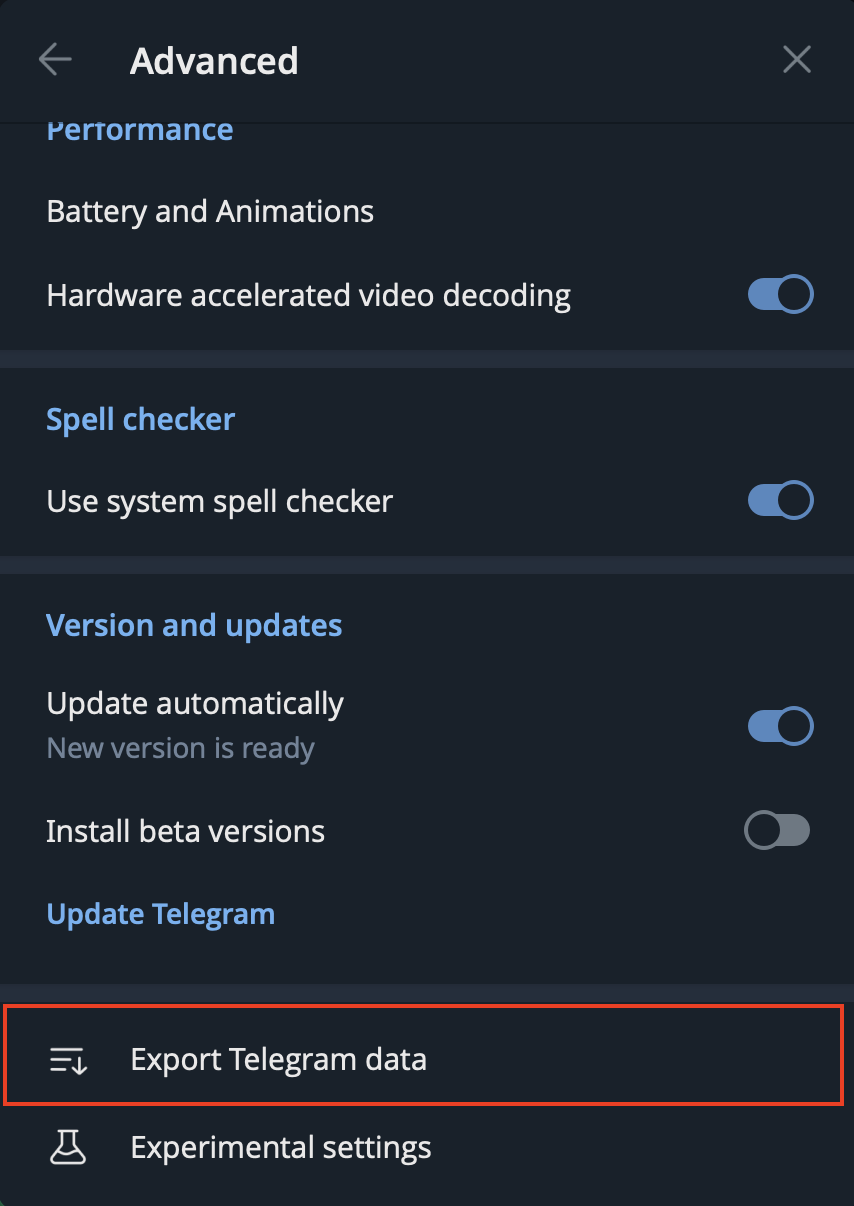 Advanced
Performance
Battery and Animations
Hardware accelerated video decoding
Spell checker
Use system spell checker
Version and updates
Update automatically
New version is ready
Install beta versions
Update Telegram
Export Telegram data
Experimental settings